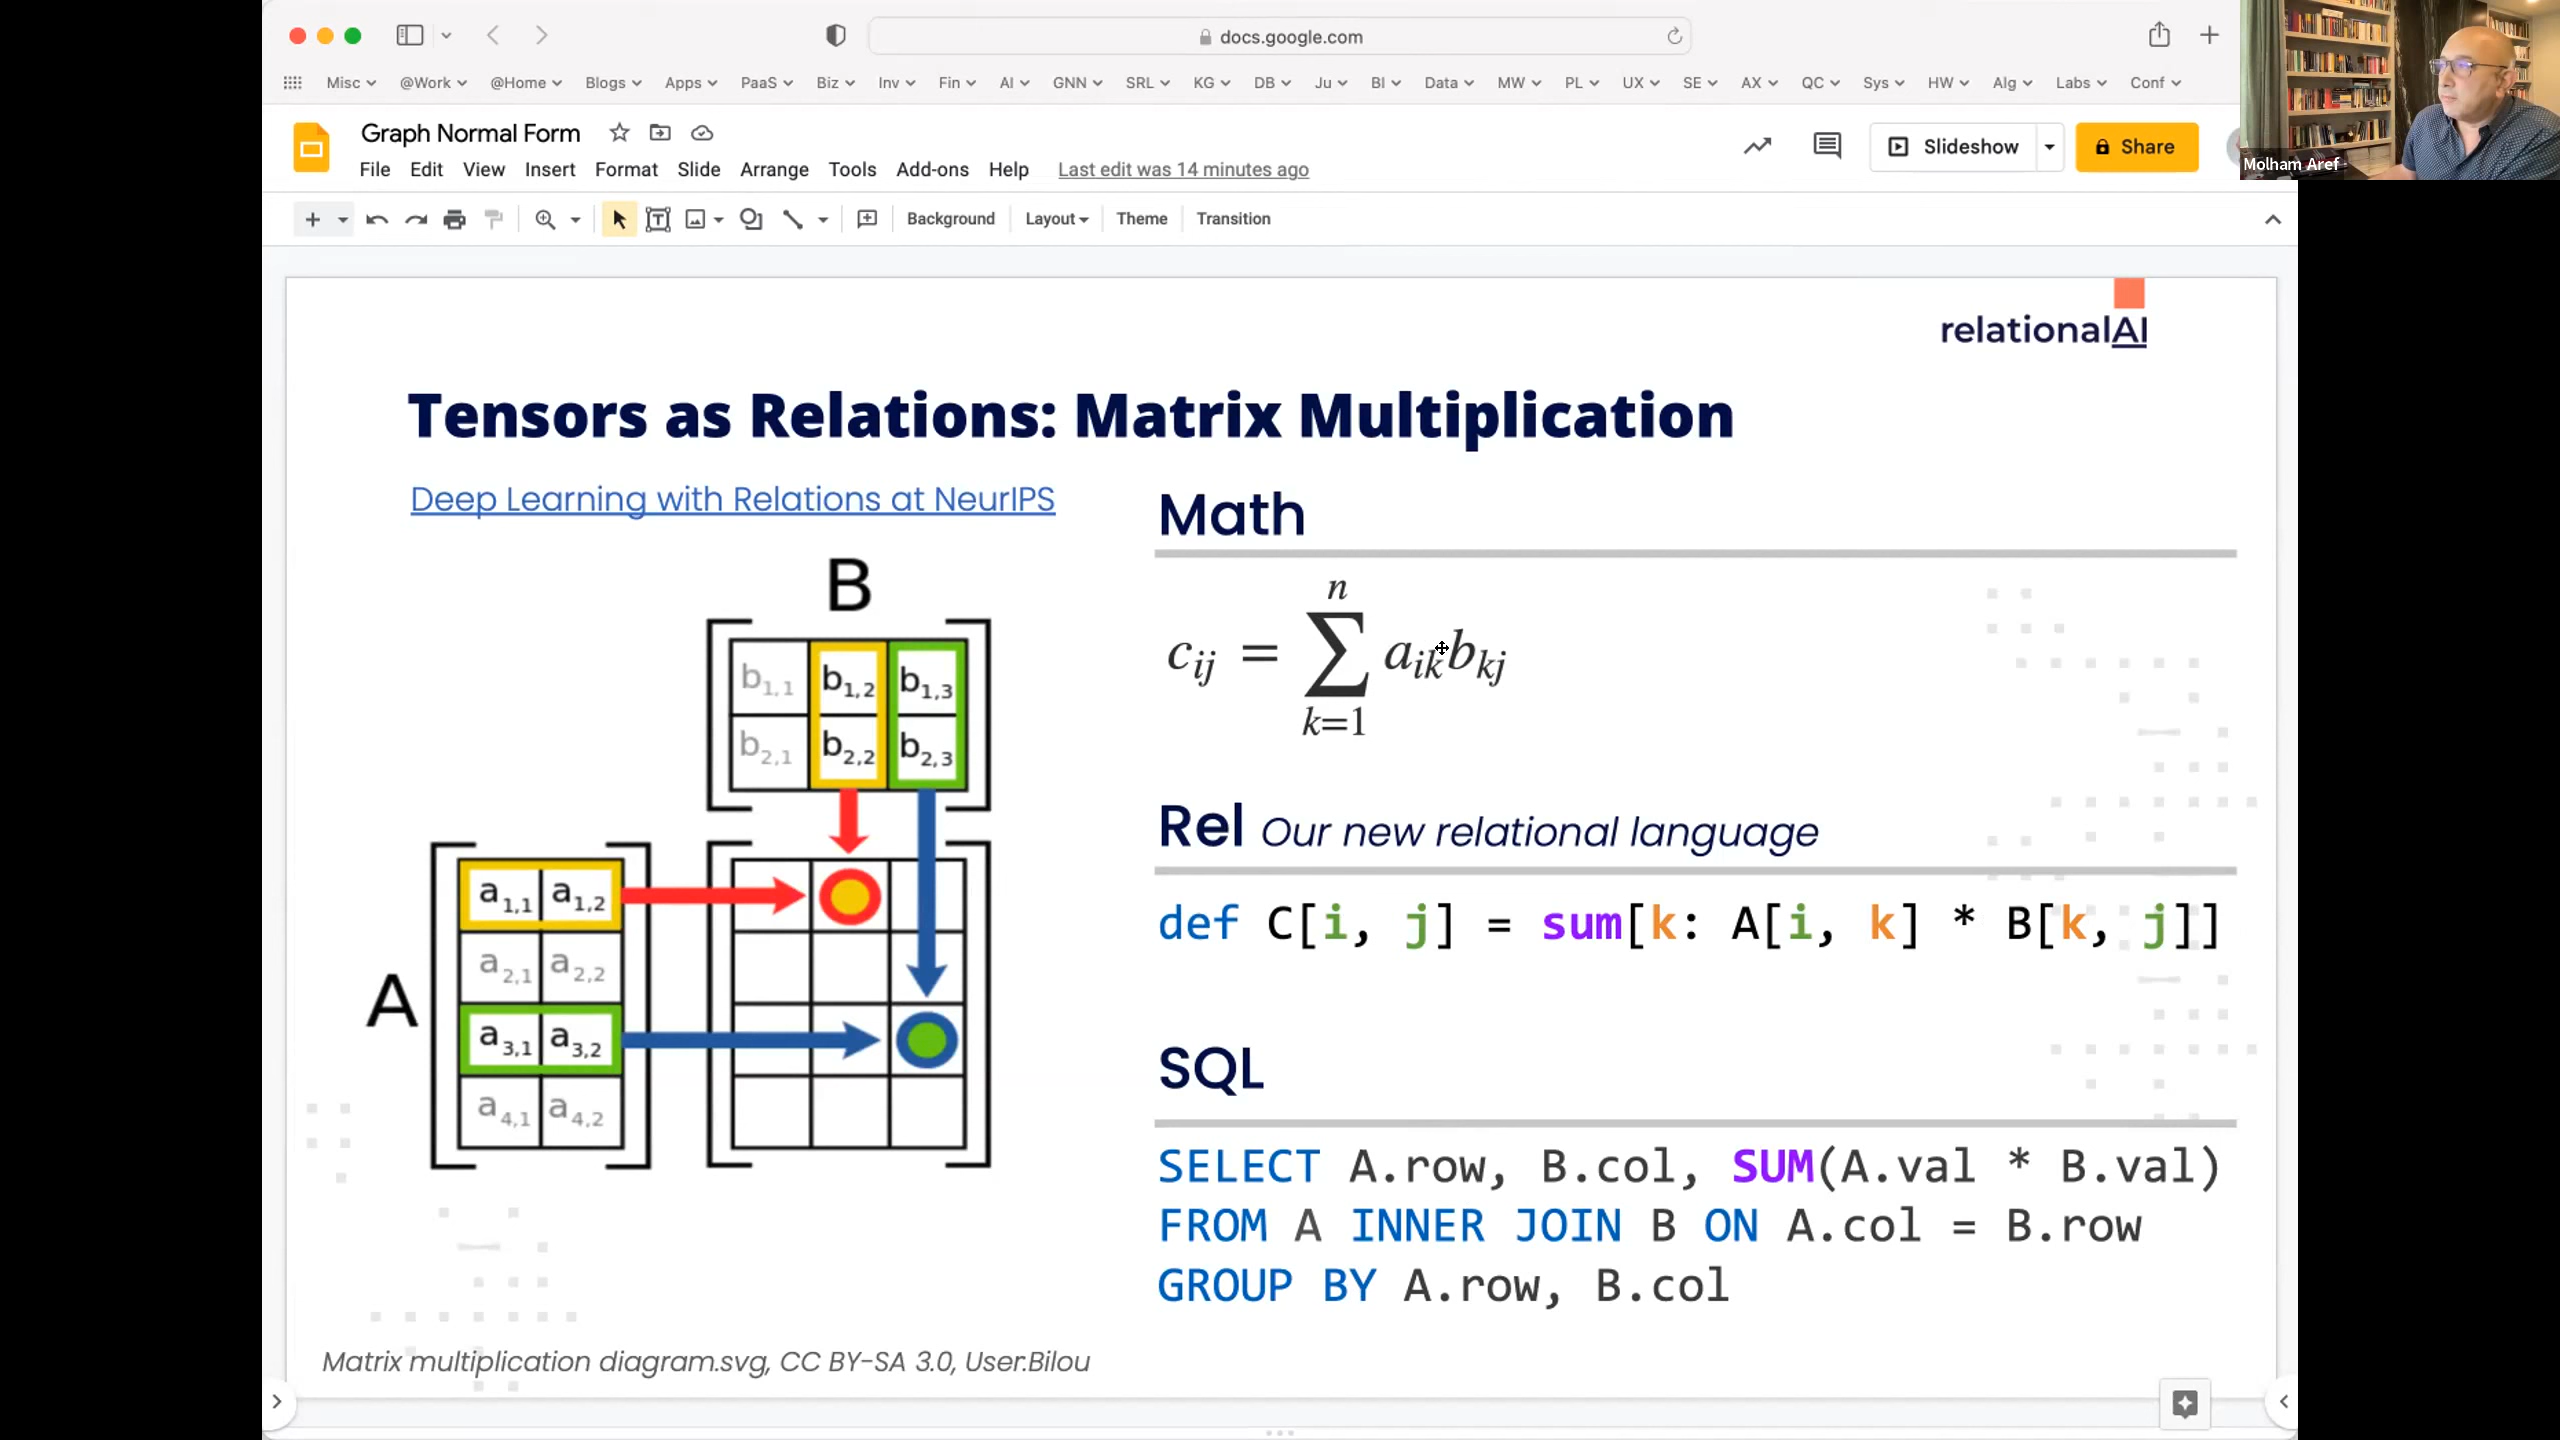 docs.google.com
Misc @Work @Home Blogs Apps PaaS Biz Inv Fin AI GNN SRL KG DB Ju BI Data MW PL UX SE AX QC Sys HW Alg Labs Conf
Molham Aref
Graph Normal Form
File Edit View Insert Format Slide Arrange Tools Add-ons Help Last edit was 14 minutes ago
Slideshow
Share
Background Layout Theme Transition
relationalAI
Tensors as Relations: Matrix Multiplication
Deep Learning with Relations at NeurIPS
B
b1,1 b1,2 b1,3
b2,1 b2,2 b2,3
A
a1,1 a1,2
a2,1 a2,2
a3,1 a3,2
a4,1 a4,2
Matrix multiplication diagram.svg, CC BY-SA 3.0, User:Bilou
Math
n
cij = ∑ aikbkj
k=1
Rel Our new relational language
def C[i, j] = sum[k: A[i, k] * B[k, j]]
SQL
SELECT A.row, B.col, SUM(A.val * B.val)
FROM A INNER JOIN B ON A.col = B.row
GROUP BY A.row, B.col